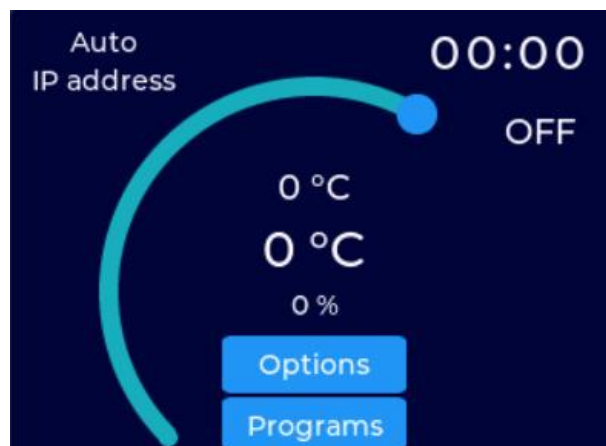 Auto
IP address
00:00
OFF
0 °C
0 °C
0 %
Options
Programs